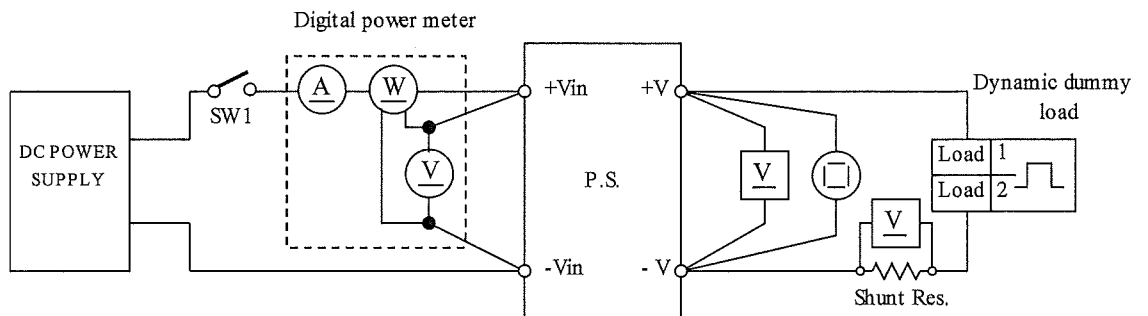 Digital power meter
DC POWER
SUPPLY
SW1
A
W
V
+Vin
-Vin
P.S.
+V
- V
V
V
Shunt Res.
Dynamic dummy
load
Load 1
Load 2